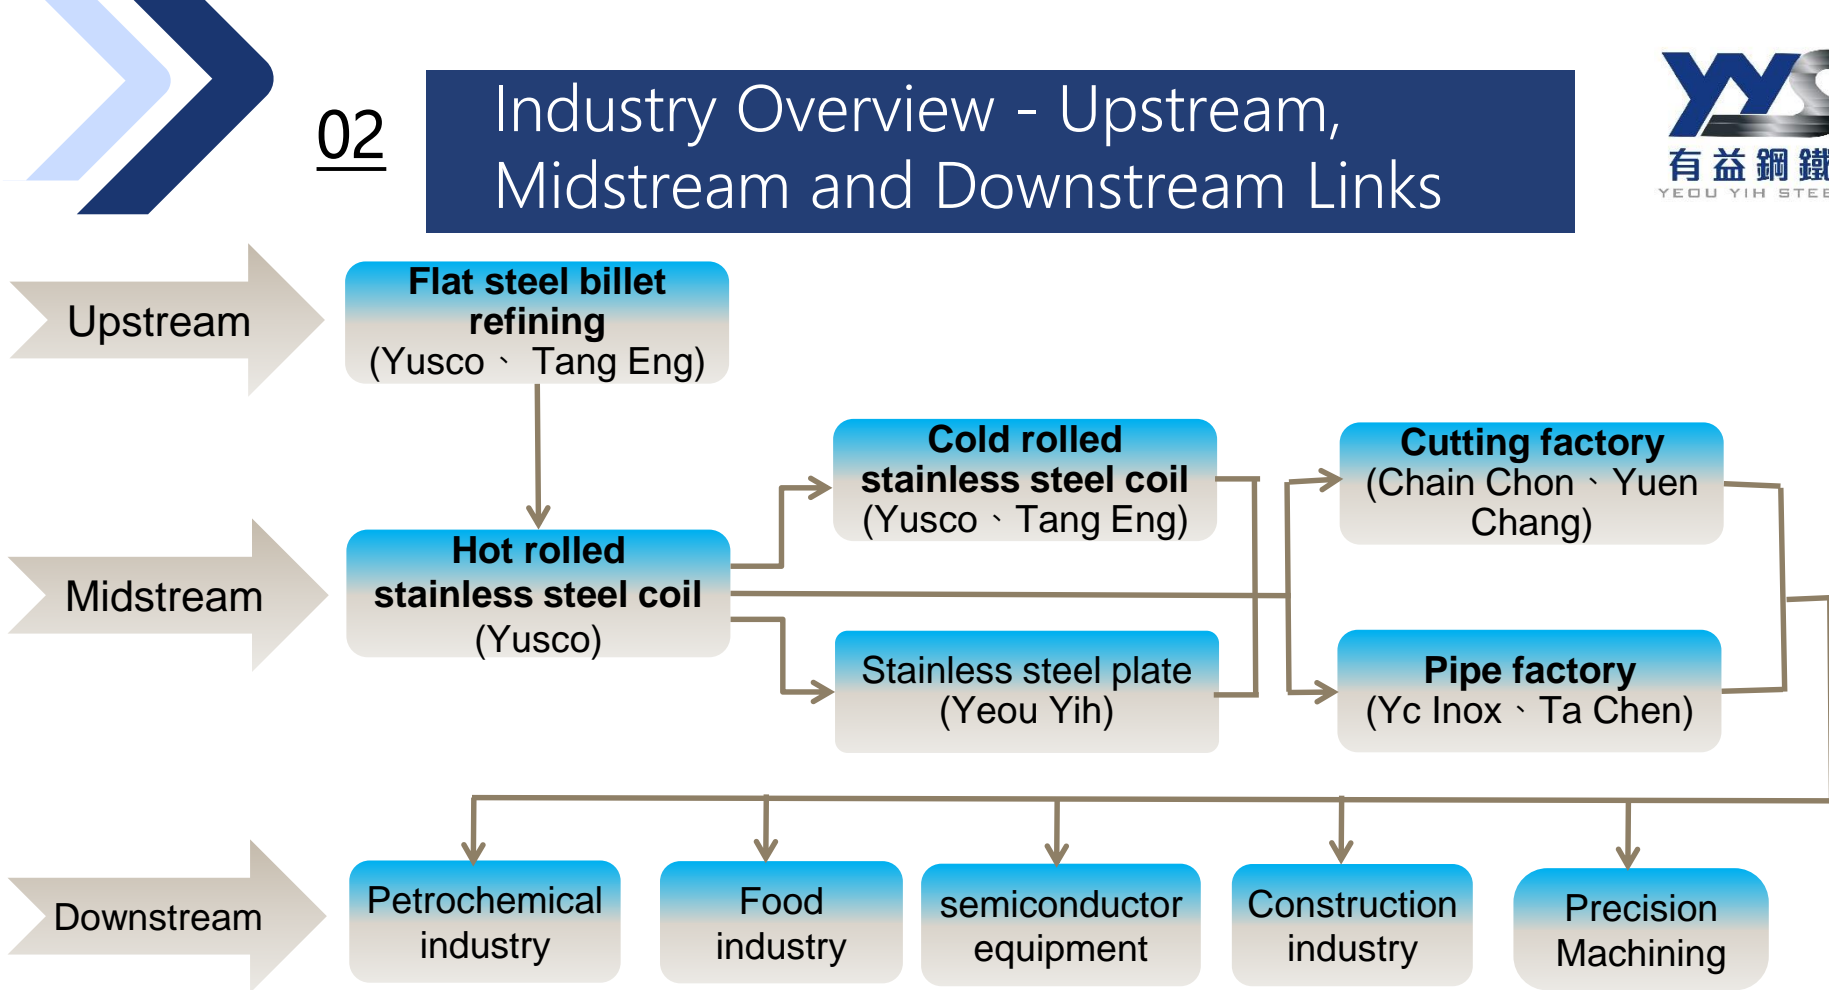 02
Industry Overview - Upstream,
Midstream and Downstream Links
有益鋼鐵
YEOU YIH STEE
Upstream
Flat steel billet
refining
(Yusco、 Tang Eng)
Midstream
Hot rolled
stainless steel coil
(Yusco)
Cold rolled
stainless steel coil
(Yusco、Tang Eng)
Stainless steel plate
(Yeou Yih)
Cutting factory
(Chain Chon、Yuen
Chang)
Pipe factory
(Yc Inox、Ta Chen)
Downstream
Petrochemical
industry
Food
industry
semiconductor
equipment
Construction
industry
Precision
Machining